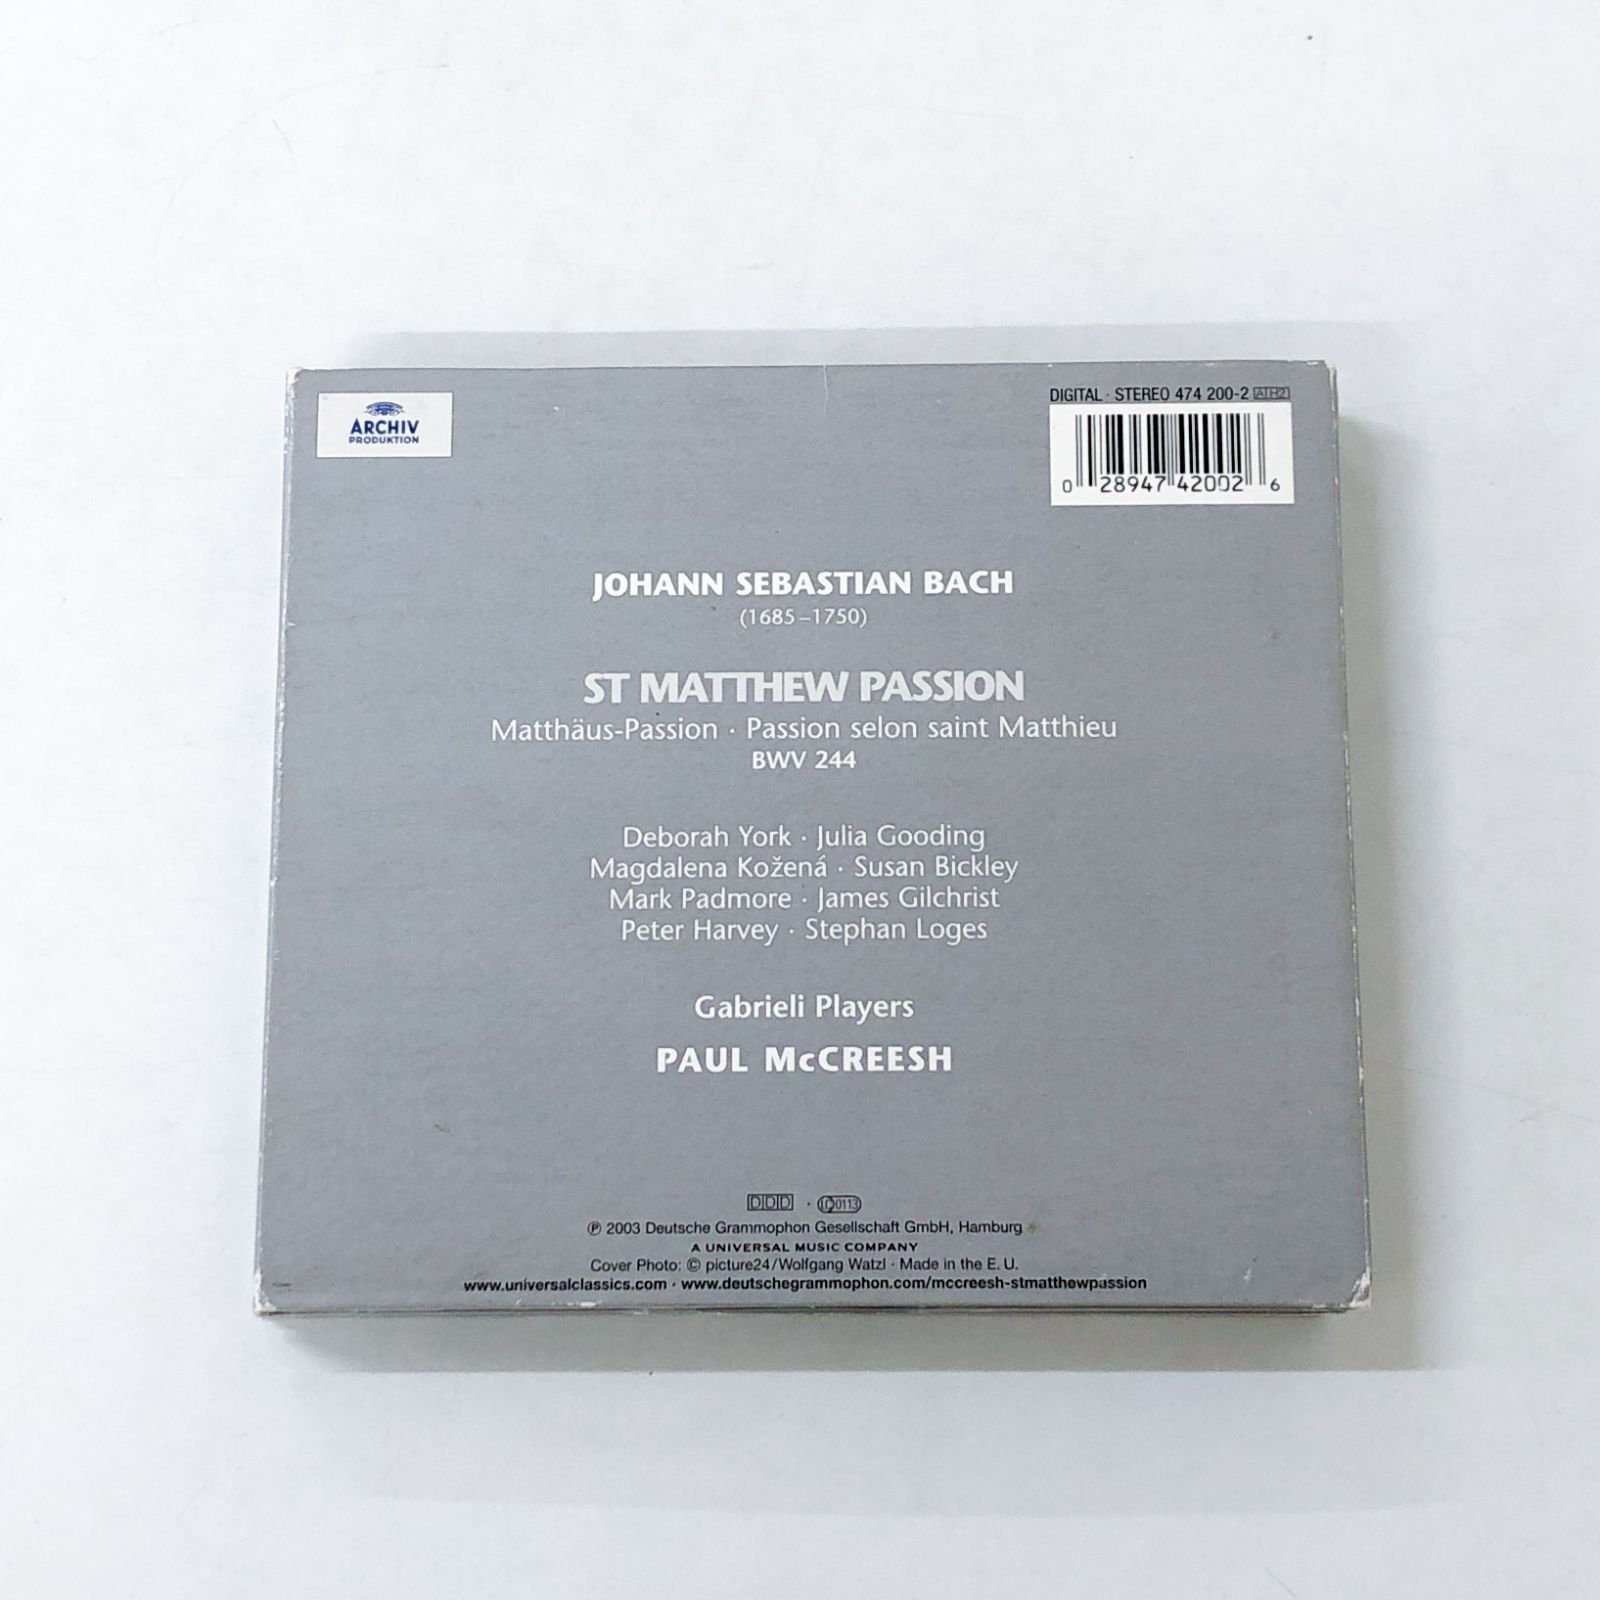 ARCHIV
PRODUKTION
DIGITAL · STEREO 474 200-2 ATH2
0 28947 42002 6
JOHANN SEBASTIAN BACH
(1685–1750)
ST MATTHEW PASSION
Matthäus-Passion · Passion selon saint Matthieu
BWV 244
Deborah York · Julia Gooding
Magdalena Kožená · Susan Bickley
Mark Padmore · James Gilchrist
Peter Harvey · Stephan Loges
Gabrieli Players
PAUL McCREESH
DDD · LC 0113
℗ 2003 Deutsche Grammophon Gesellschaft GmbH, Hamburg
A UNIVERSAL MUSIC COMPANY
Cover Photo: © picture24/Wolfgang Watzl · Made in the E. U.
www.universalclassics.com · www.deutschegrammophon.com/mccreesh-stmatthewpassion